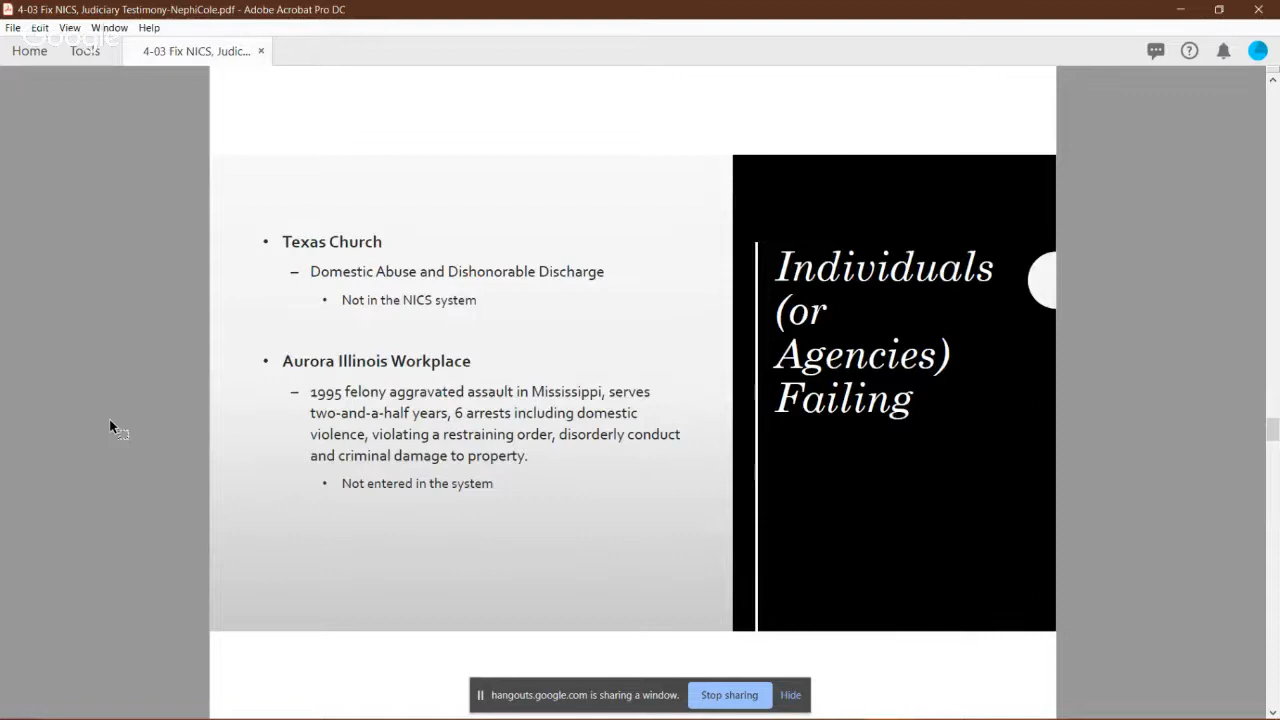 4-03 Fix NICS, Judiciary Testimony-NephiCole.pdf - Adobe Acrobat Pro DC
File Edit View Window Help
Google
Home Tools 4-03 Fix NICS, Judic... ×
• Texas Church
– Domestic Abuse and Dishonorable Discharge
• Not in the NICS system
• Aurora Illinois Workplace
– 1995 felony aggravated assault in Mississippi, serves
two-and-a-half years, 6 arrests including domestic
violence, violating a restraining order, disorderly conduct
and criminal damage to property.
• Not entered in the system
Individuals
(or
Agencies)
Failing
hangouts.google.com is sharing a window. Stop sharing Hide